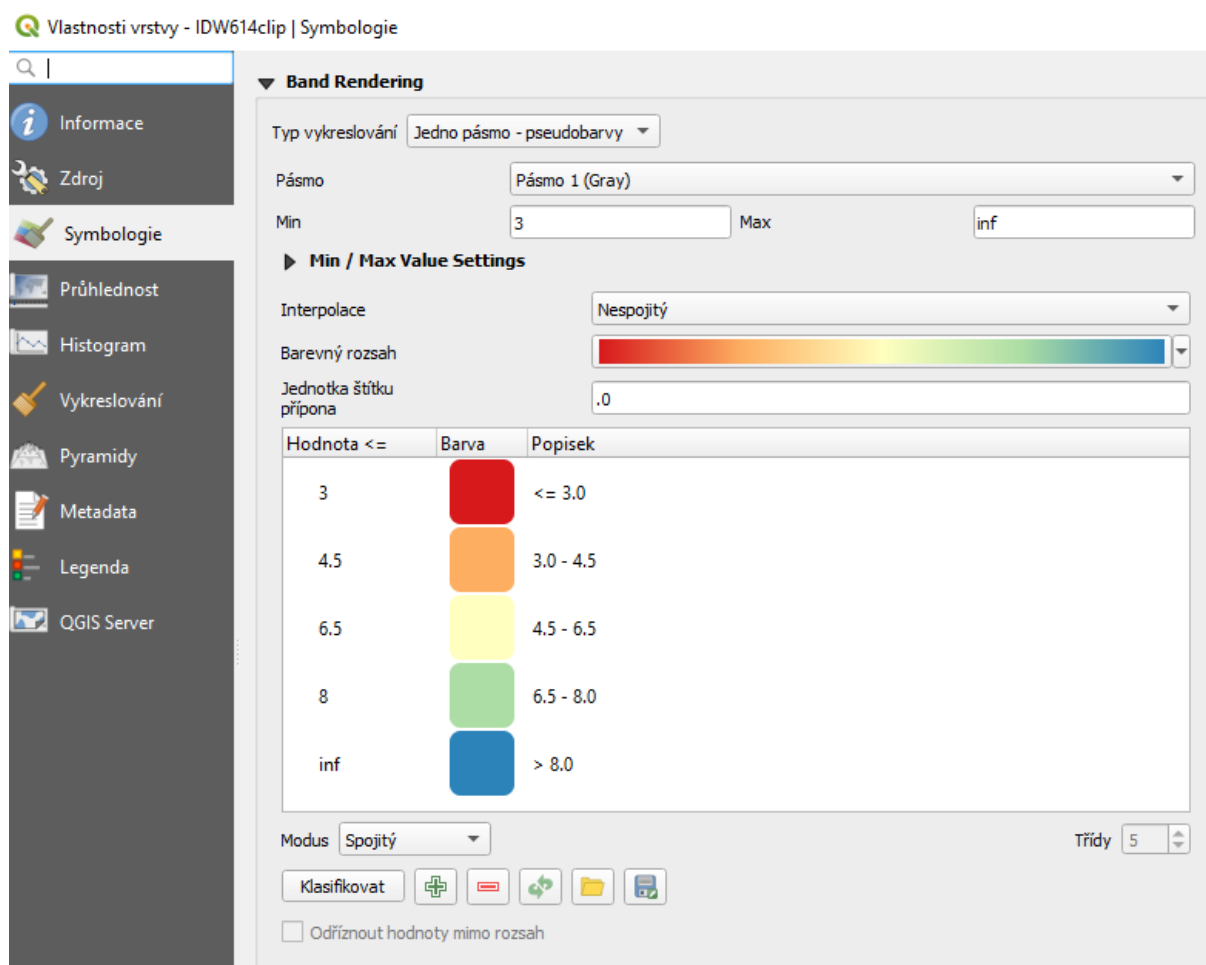 Vlastnosti vrstvy - IDW614clip | Symbologie
Informace
Zdroj
Symbologie
Průhlednost
Histogram
Vykreslování
Pyramidy
Metadata
Legenda
QGIS Server
Band Rendering
Typ vykreslování Jedno pásmo - pseudobarvy
Pásmo Pásmo 1 (Gray)
Min 3 Max inf
Min / Max Value Settings
Interpolace Nespojitý
Barevný rozsah
Jednotka štítku
přípona .0
Hodnota <= Barva Popisek
3 <= 3.0
4.5 3.0 - 4.5
6.5 4.5 - 6.5
8 6.5 - 8.0
inf > 8.0
Modus Spojitý Třídy 5
Klasifikovat
Odříznout hodnoty mimo rozsah